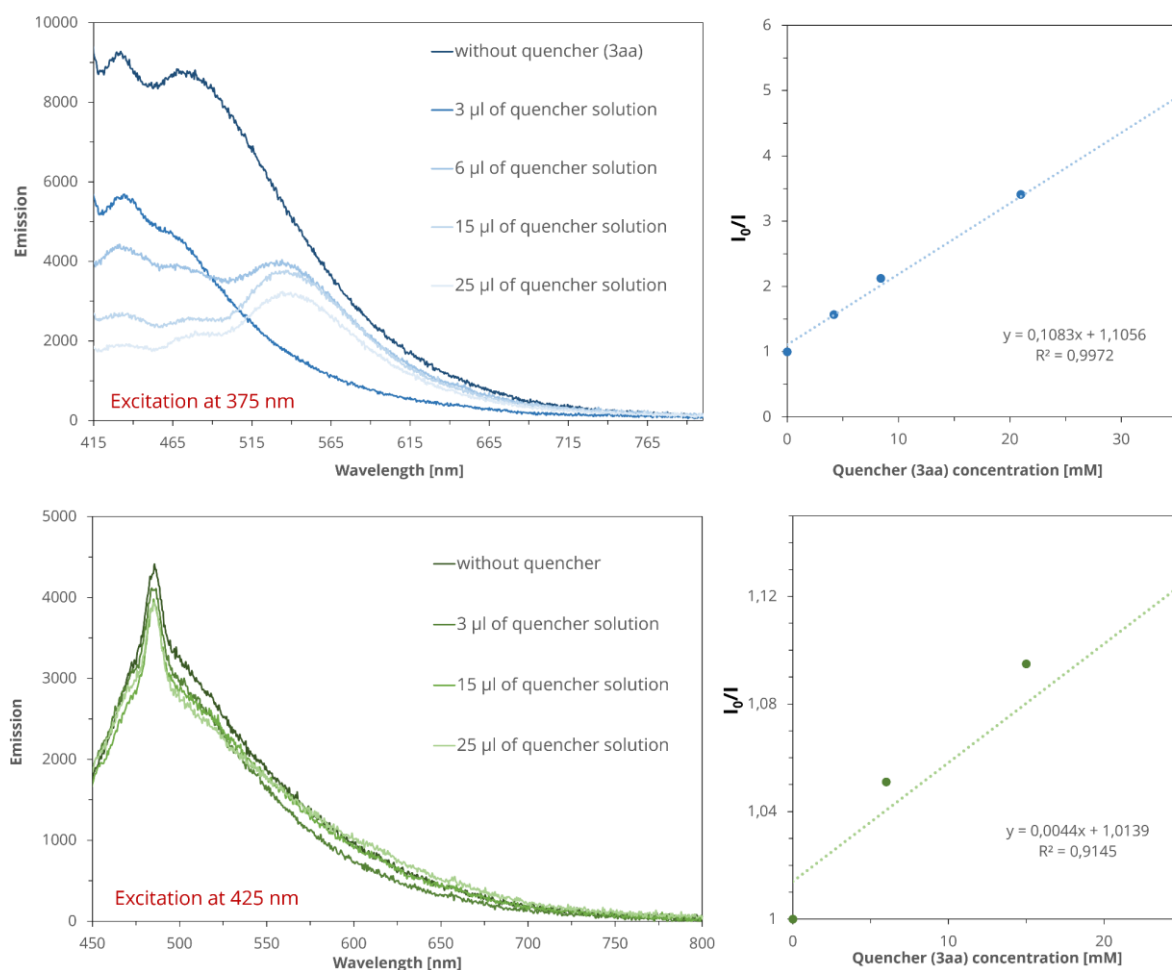 10000
8000
6000
4000
2000
0
Emission
415 465 515 565 615 665 715 765
Wavelength [nm]
without quencher (3aa)
3 µl of quencher solution
6 µl of quencher solution
15 µl of quencher solution
25 µl of quencher solution
Excitation at 375 nm
6
5
4
3
2
1
0
I0/I
y = 0,1083x + 1,1056
R² = 0,9972
0 10 20 30
Quencher (3aa) concentration [mM]
5000
4000
3000
2000
1000
0
Emission
450 500 550 600 650 700 750 800
Wavelength [nm]
without quencher
3 µl of quencher solution
15 µl of quencher solution
25 µl of quencher solution
Excitation at 425 nm
1,12
1,08
1,04
1
I0/I
y = 0,0044x + 1,0139
R² = 0,9145
0 10 20
Quencher (3aa) concentration [mM]